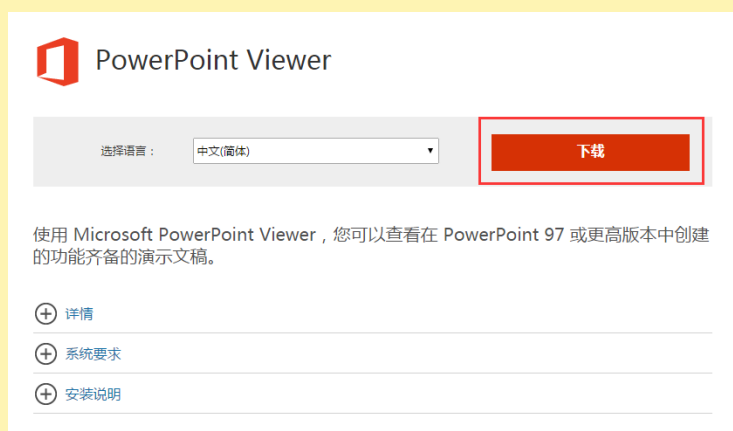 PowerPoint Viewer
选择语言：
中文(简体)
下载
使用 Microsoft PowerPoint Viewer，您可以查看在 PowerPoint 97 或更高版本中创建
的功能齐备的演示文稿。
详情
系统要求
安装说明